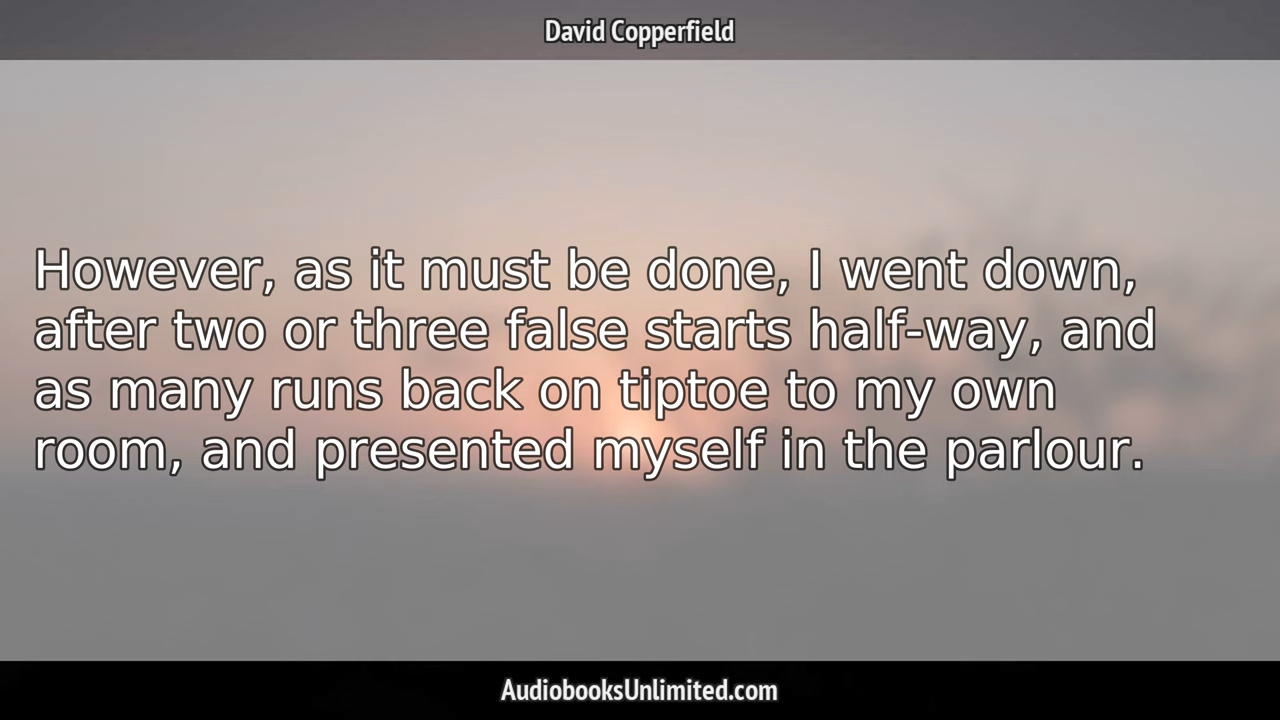 David Copperfield
However, as it must be done, I went down,
after two or three false starts half-way, and
as many runs back on tiptoe to my own
room, and presented myself in the parlour.
AudiobooksUnlimited.com